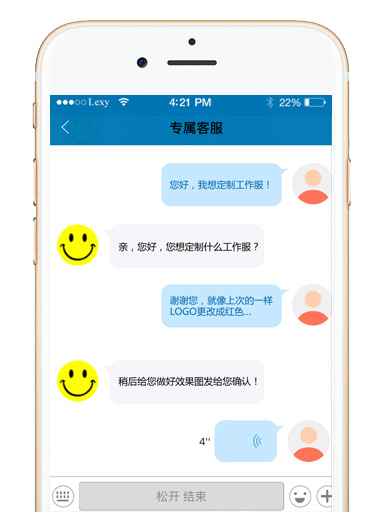 ●●●○○ Lexy 4:21 PM 22%
专属客服
您好，我想定制工作服！
亲，您好，您想定制什么工作服？
谢谢您，就像上次的一样
LOGO更改成红色...
稍后给您做好效果图发给您确认！
4''
松开 结束